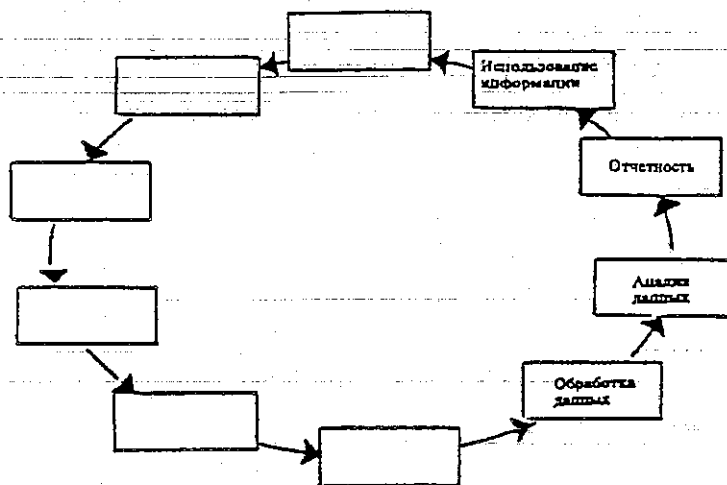 Использование
информации
Отчетность
Анализ
данных
Обработка
данных